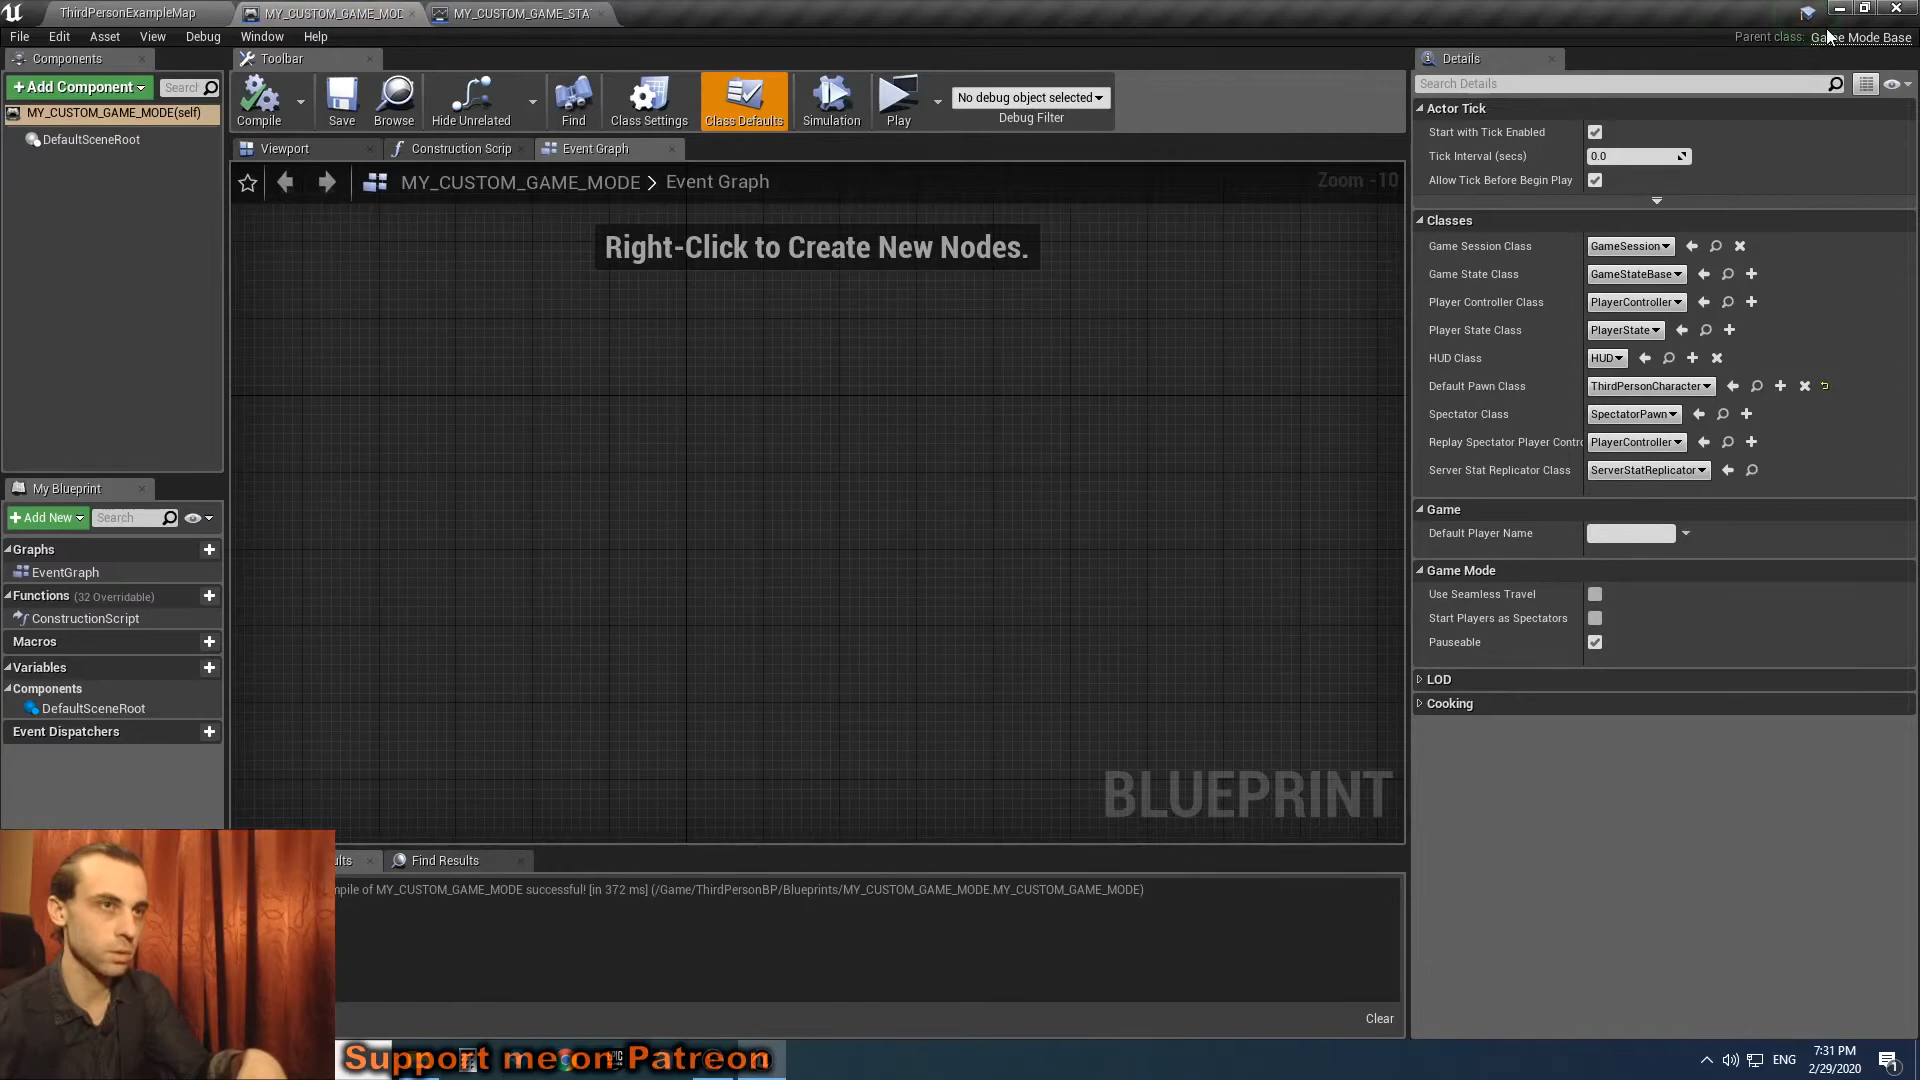 ThirdPersonExampleMap
MY_CUSTOM_GAME_MOD
MY_CUSTOM_GAME_STA
File Edit Asset View Debug Window Help
Parent class: Game Mode Base
Components
Toolbar
Details
+Add Component
Search
Compile
Save
Browse
Hide Unrelated
Find
Class Settings
Class Defaults
Simulation
Play
No debug object selected
Debug Filter
Search Details
MY_CUSTOM_GAME_MODE(self)
DefaultSceneRoot
Viewport
Construction Scrip
Event Graph
MY_CUSTOM_GAME_MODE > Event Graph
Zoom -10
Right-Click to Create New Nodes.
BLUEPRINT
Actor Tick
Start with Tick Enabled
Tick Interval (secs) 0.0
Allow Tick Before Begin Play
Classes
Game Session Class GameSession
Game State Class GameStateBase
Player Controller Class PlayerController
Player State Class PlayerState
HUD Class HUD
Default Pawn Class ThirdPersonCharacter
Spectator Class SpectatorPawn
Replay Spectator Player Contro PlayerController
Server Stat Replicator Class ServerStatReplicator
Game
Default Player Name
Game Mode
Use Seamless Travel
Start Players as Spectators
Pauseable
LOD
Cooking
My Blueprint
+Add New
Search
Graphs
EventGraph
Functions (32 Overridable)
ConstructionScript
Macros
Variables
Components
DefaultSceneRoot
Event Dispatchers
ults
Find Results
mpile of MY_CUSTOM_GAME_MODE successful! [in 372 ms] (/Game/ThirdPersonBP/Blueprints/MY_CUSTOM_GAME_MODE.MY_CUSTOM_GAME_MODE)
Clear
Support me on Patreon
ENG
7:31 PM
2/29/2020